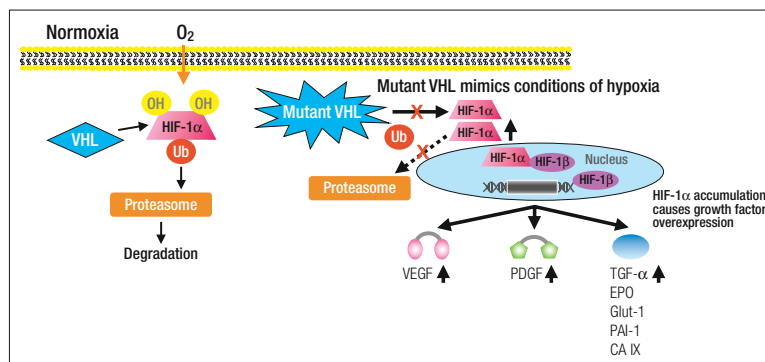 Normoxia
O2
OH
OH
HIF-1α
VHL
Ub
Proteasome
Degradation
Mutant VHL mimics conditions of hypoxia
Mutant VHL
X
HIF-1α
HIF-1α
Ub
X
Proteasome
HIF-1α
HIF-1β
Nucleus
HIF-1β
HIF-1α accumulation
causes growth factor
overexpression
VEGF
PDGF
TGF-α
EPO
Glut-1
PAI-1
CA IX